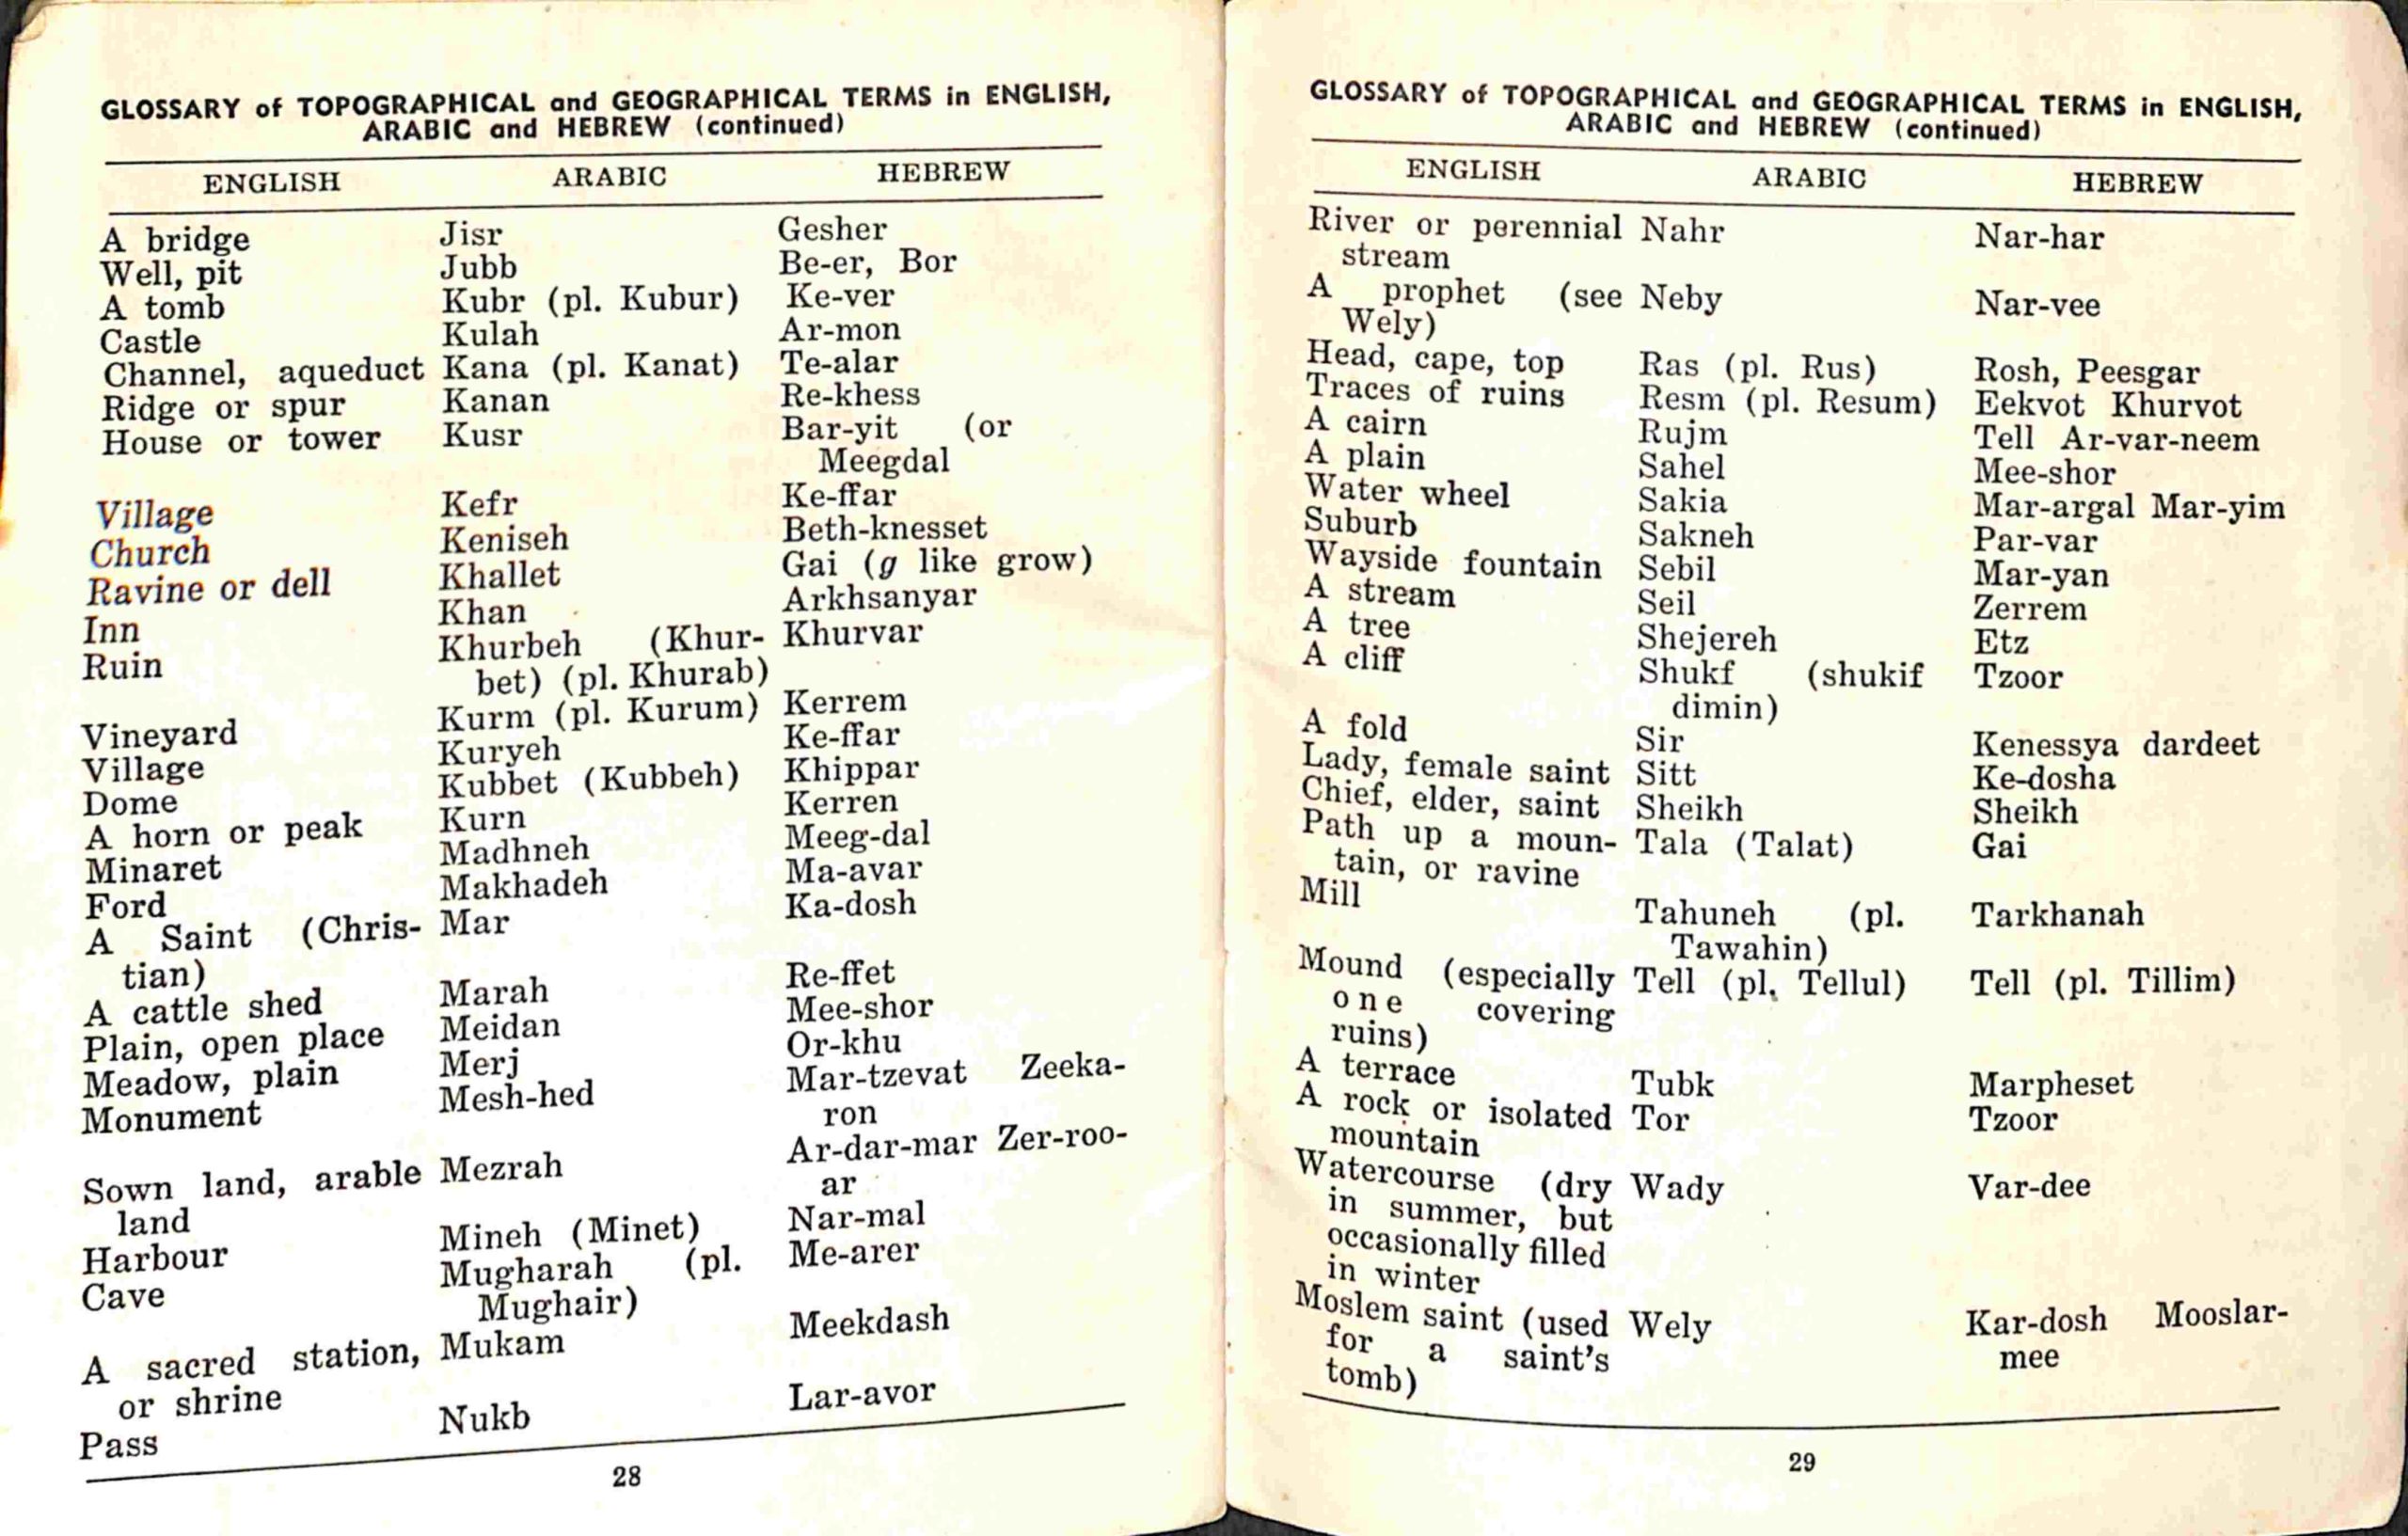 GLOSSARY of TOPOGRAPHICAL and GEOGRAPHICAL TERMS in ENGLISH,
ARABIC and HEBREW (continued)
ENGLISH ARABIC HEBREW
A bridge Jisr Gesher
Well, pit Jubb Be-er, Bor
A tomb Kubr (pl. Kubur) Ke-ver
Castle Kulah Ar-mon
Channel, aqueduct Kana (pl. Kanat) Te-alar
Ridge or spur Kanan Re-khess
House or tower Kusr Bar-yit (or
Meegdal
Village Kefr Ke-ffar
Church Keniseh Beth-knesset
Ravine or dell Khallet Gai (g like grow)
Inn Khan Arkhsanyar
Ruin Khurbeh (Khur- Khurvar
bet) (pl. Khurab)
Vineyard Kurm (pl. Kurum) Kerrem
Village Kuryeh Ke-ffar
Dome Kubbet (Kubbeh) Khippar
A horn or peak Kurn Kerren
Minaret Madhneh Meeg-dal
Ford Makhadeh Ma-avar
A Saint (Chris- Mar Ka-dosh
tian)
A cattle shed Marah Re-ffet
Plain, open place Meidan Mee-shor
Meadow, plain Merj Or-khu
Monument Mesh-hed Mar-tzevat Zeeka-
ron
Sown land, arable Mezrah Ar-dar-mar Zer-roo-
land ar
Harbour Mineh (Minet) Nar-mal
Cave Mugharah (pl. Me-arer
Mughair)
A sacred station, Mukam Meekdash
or shrine
Pass Nukb Lar-avor
28
GLOSSARY of TOPOGRAPHICAL and GEOGRAPHICAL TERMS in ENGLISH,
ARABIC and HEBREW (continued)
ENGLISH ARABIC HEBREW
River or perennial Nahr Nar-har
stream
A prophet (see Neby Nar-vee
Wely)
Head, cape, top Ras (pl. Rus) Rosh, Peesgar
Traces of ruins Resm (pl. Resum) Eekvot Khurvot
A cairn Rujm Tell Ar-var-neem
A plain Sahel Mee-shor
Water wheel Sakia Mar-argal Mar-yim
Suburb Sakneh Par-var
Wayside fountain Sebil Mar-yan
A stream Seil Zerrem
A tree Shejereh Etz
A cliff Shukf (shukif Tzoor
dimin)
A fold Sir Kenessya dardeet
Lady, female saint Sitt Ke-dosha
Chief, elder, saint Sheikh Sheikh
Path up a moun- Tala (Talat) Gai
tain, or ravine
Mill Tahuneh (pl. Tarkhanah
Tawahin)
Mound (especially Tell (pl. Tellul) Tell (pl. Tillim)
one covering
ruins)
A terrace Tubk Marpheset
A rock or isolated Tor Tzoor
mountain
Watercourse (dry Wady Var-dee
in summer, but
occasionally filled
in winter
Moslem saint (used Wely Kar-dosh Mooslar-
for a saint's mee
tomb)
29